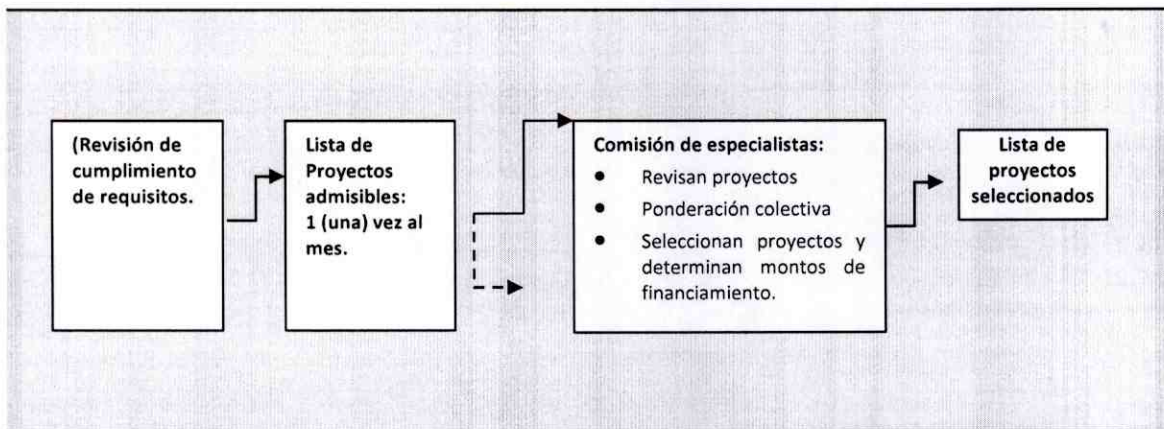 (Revisión de
cumplimiento
de requisitos.
Lista de
Proyectos
admisibles:
1 (una) vez al
mes.
Comisión de especialistas:
● Revisan proyectos
● Ponderación colectiva
● Seleccionan proyectos y
determinan montos de
financiamiento.
Lista de
proyectos
seleccionados